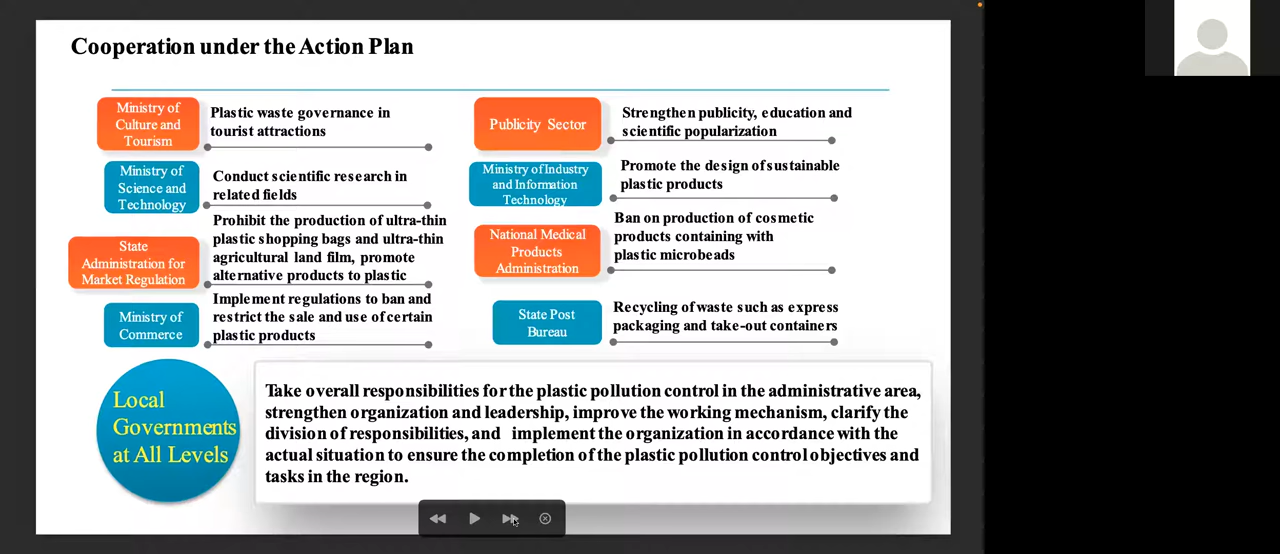 Cooperation under the Action Plan
Ministry of
Culture and
Tourism
Plastic waste governance in
tourist attractions
Publicity Sector
Strengthen publicity, education and
scientific popularization
Ministry of
Science and
Technology
Conduct scientific research in
related fields
Ministry of Industry
and Information
Technology
Promote the design of sustainable
plastic products
State
Administration for
Market Regulation
Prohibit the production of ultra-thin
plastic shopping bags and ultra-thin
agricultural land film, promote
alternative products to plastic
National Medical
Products
Administration
Ban on production of cosmetic
products containing with
plastic microbeads
Ministry of
Commerce
Implement regulations to ban and
restrict the sale and use of certain
plastic products
State Post
Bureau
Recycling of waste such as express
packaging and take-out containers
Local
Governments
at All Levels
Take overall responsibilities for the plastic pollution control in the administrative area,
strengthen organization and leadership, improve the working mechanism, clarify the
division of responsibilities, and implement the organization in accordance with the
actual situation to ensure the completion of the plastic pollution control objectives and
tasks in the region.